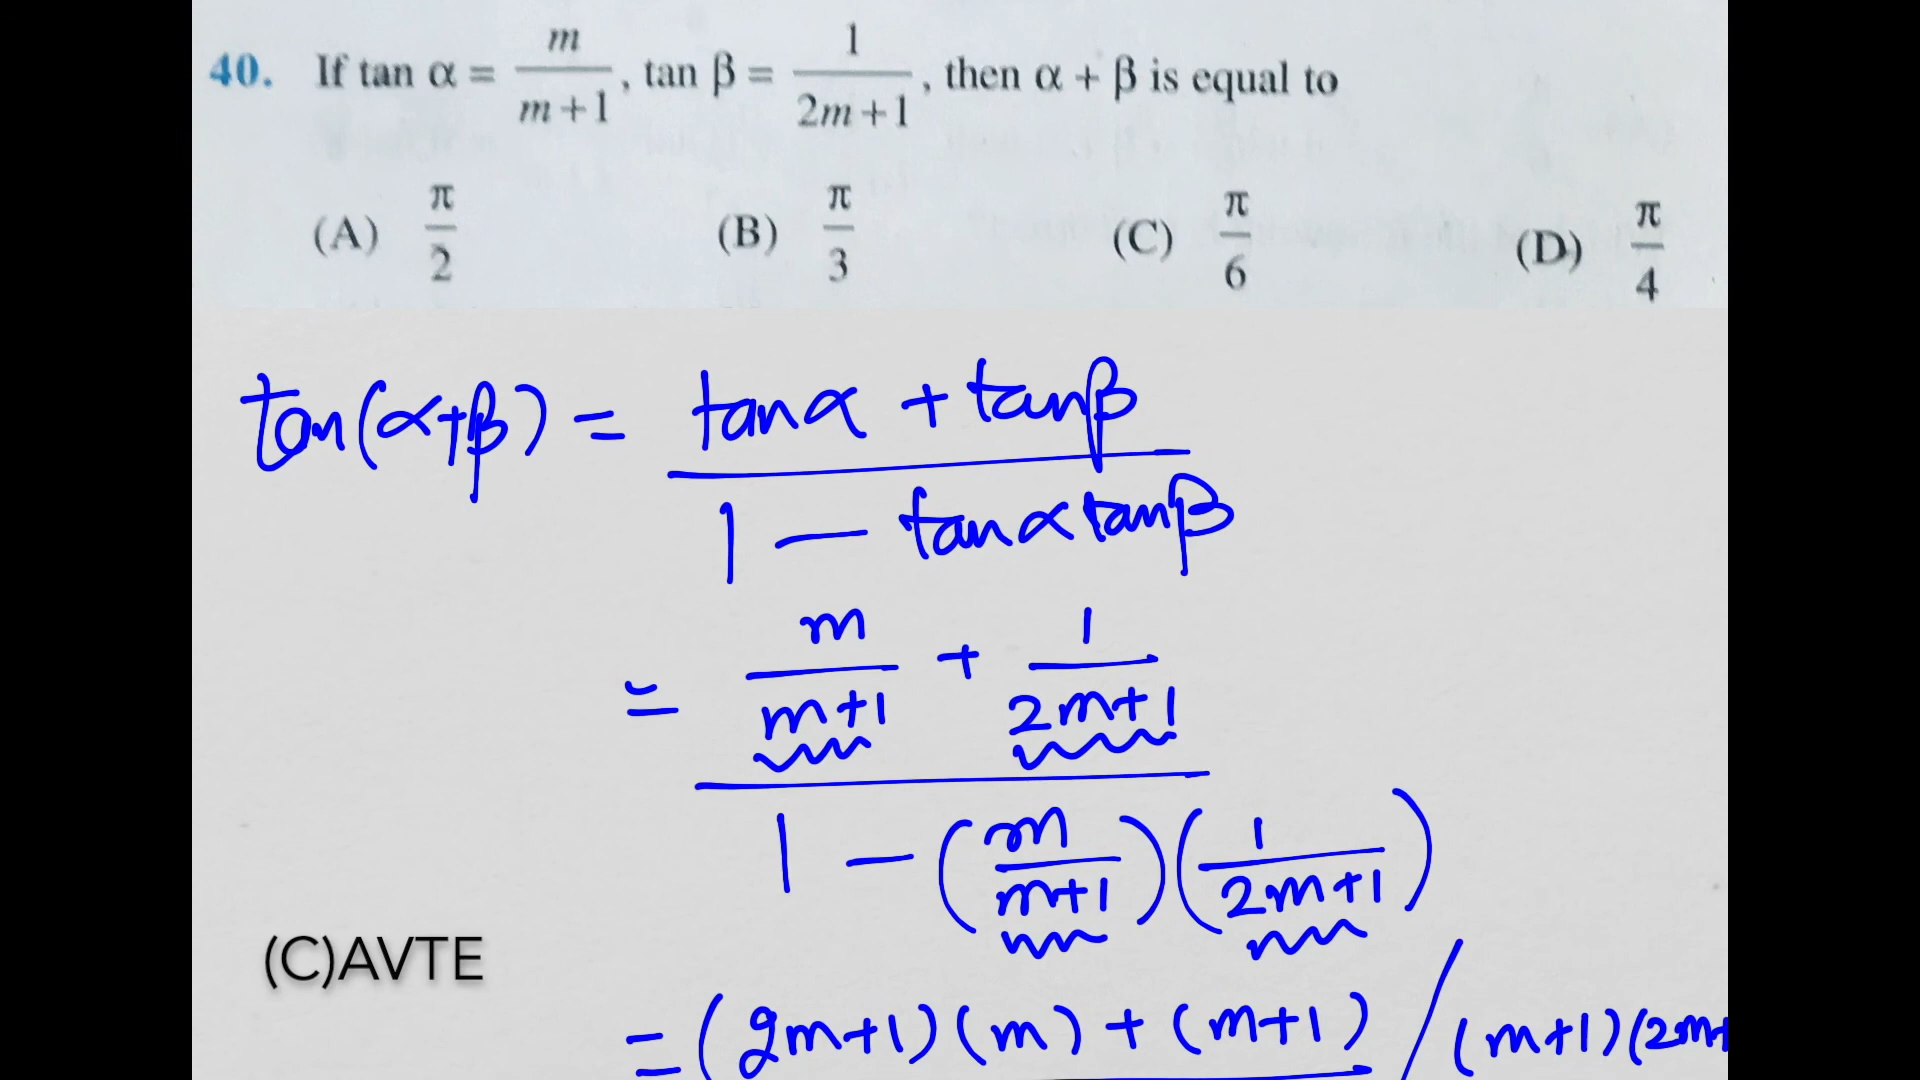 40. If tan α = m/(m+1), tan β = 1/(2m+1), then α + β is equal to
(A) π/2 (B) π/3 (C) π/6 (D) π/4
tan(α+β) = (tanα + tanβ)/(1 − tanα tanβ)
= (m/(m+1) + 1/(2m+1))/(1 − (m/(m+1))(1/(2m+1)))
(C)AVTE
= (2m+1)(m) + (m+1) / (m+1)(2m+